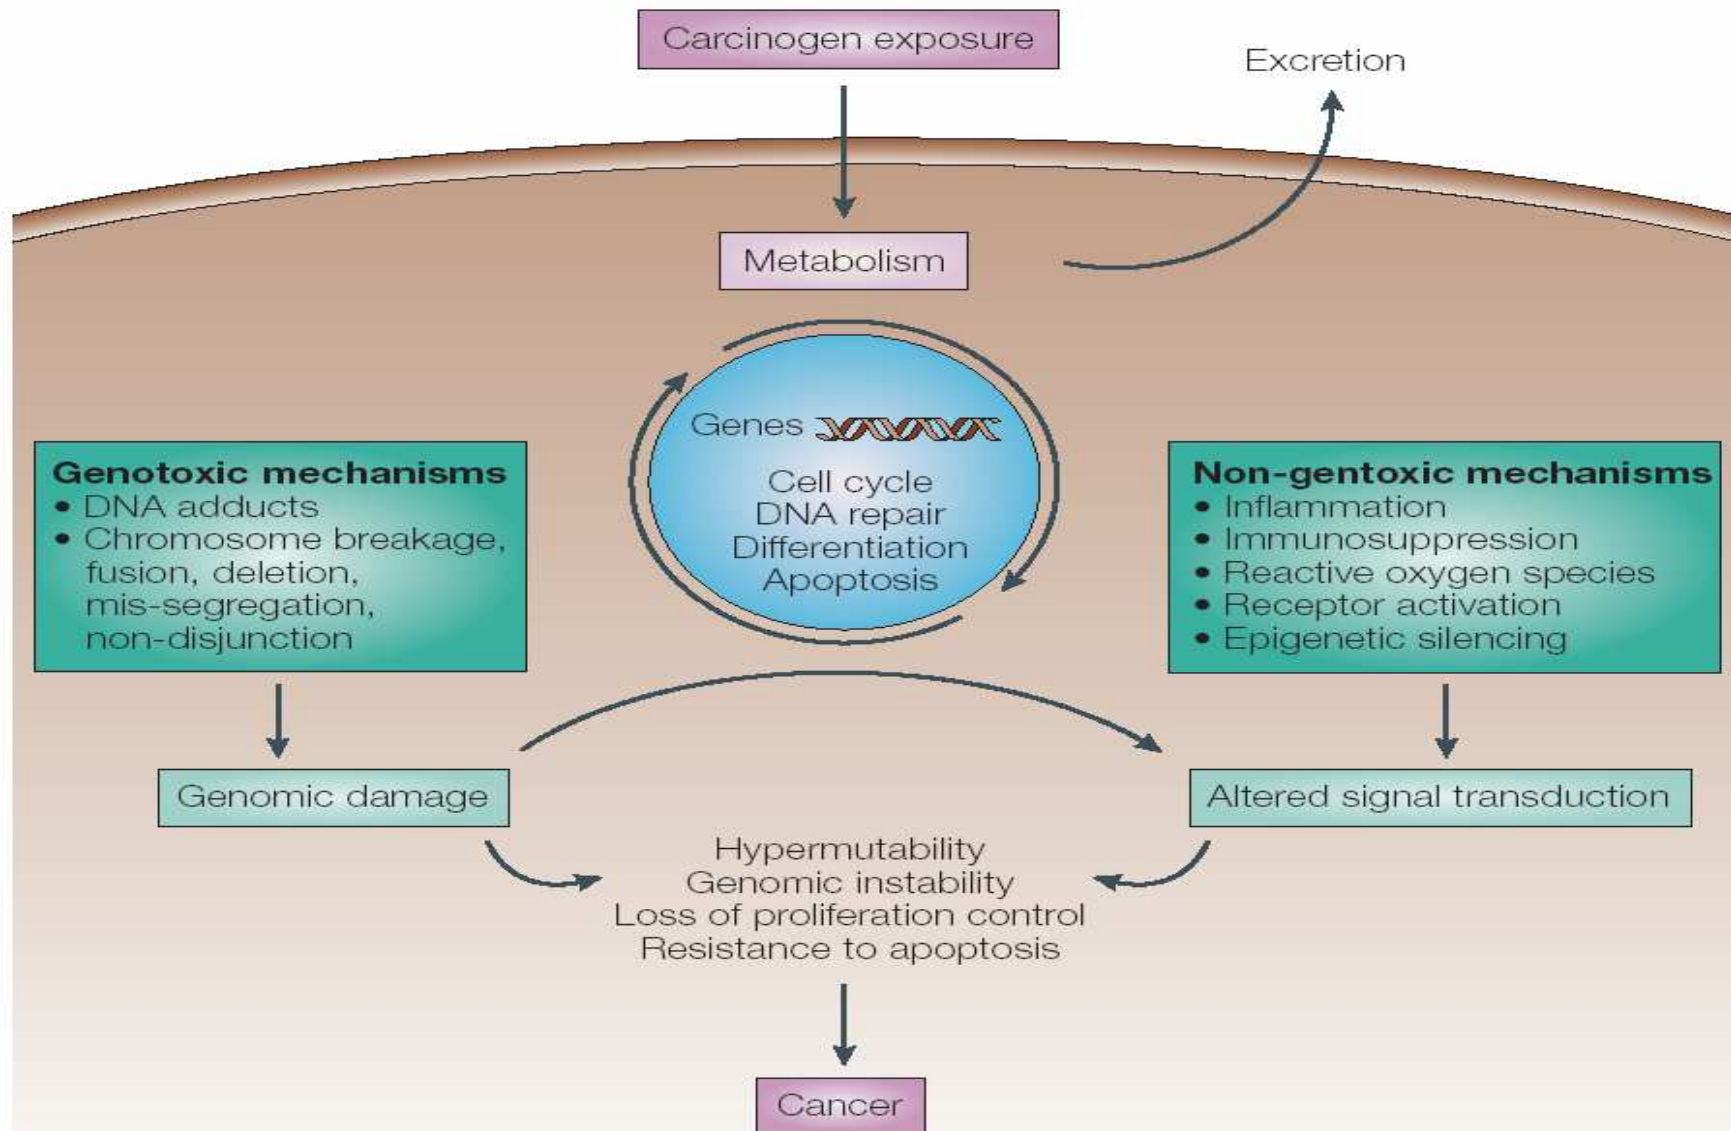 Carcinogen exposure
Excretion
Metabolism
Genes
Cell cycle
DNA repair
Differentiation
Apoptosis
Genotoxic mechanisms
• DNA adducts
• Chromosome breakage,
fusion, deletion,
mis-segregation,
non-disjunction
Non-gentoxic mechanisms
• Inflammation
• Immunosuppression
• Reactive oxygen species
• Receptor activation
• Epigenetic silencing
Genomic damage
Altered signal transduction
Hypermutability
Genomic instability
Loss of proliferation control
Resistance to apoptosis
Cancer